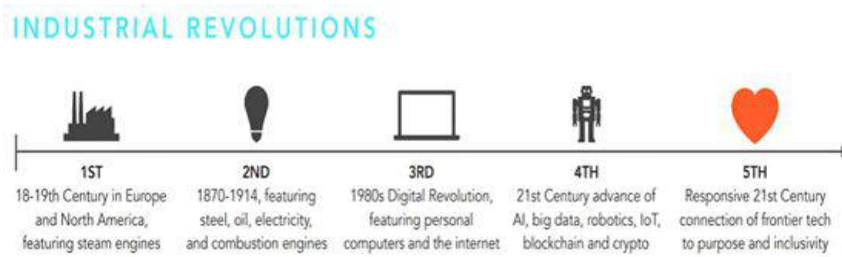 INDUSTRIAL REVOLUTIONS
1ST
18-19th Century in Europe
and North America,
featuring steam engines
2ND
1870-1914, featuring
steel, oil, electricity,
and combustion engines
3RD
1980s Digital Revolution,
featuring personal
computers and the internet
4TH
21st Century advance of
AI, big data, robotics, IoT,
blockchain and crypto
5TH
Responsive 21st Century
connection of frontier tech
to purpose and inclusivity